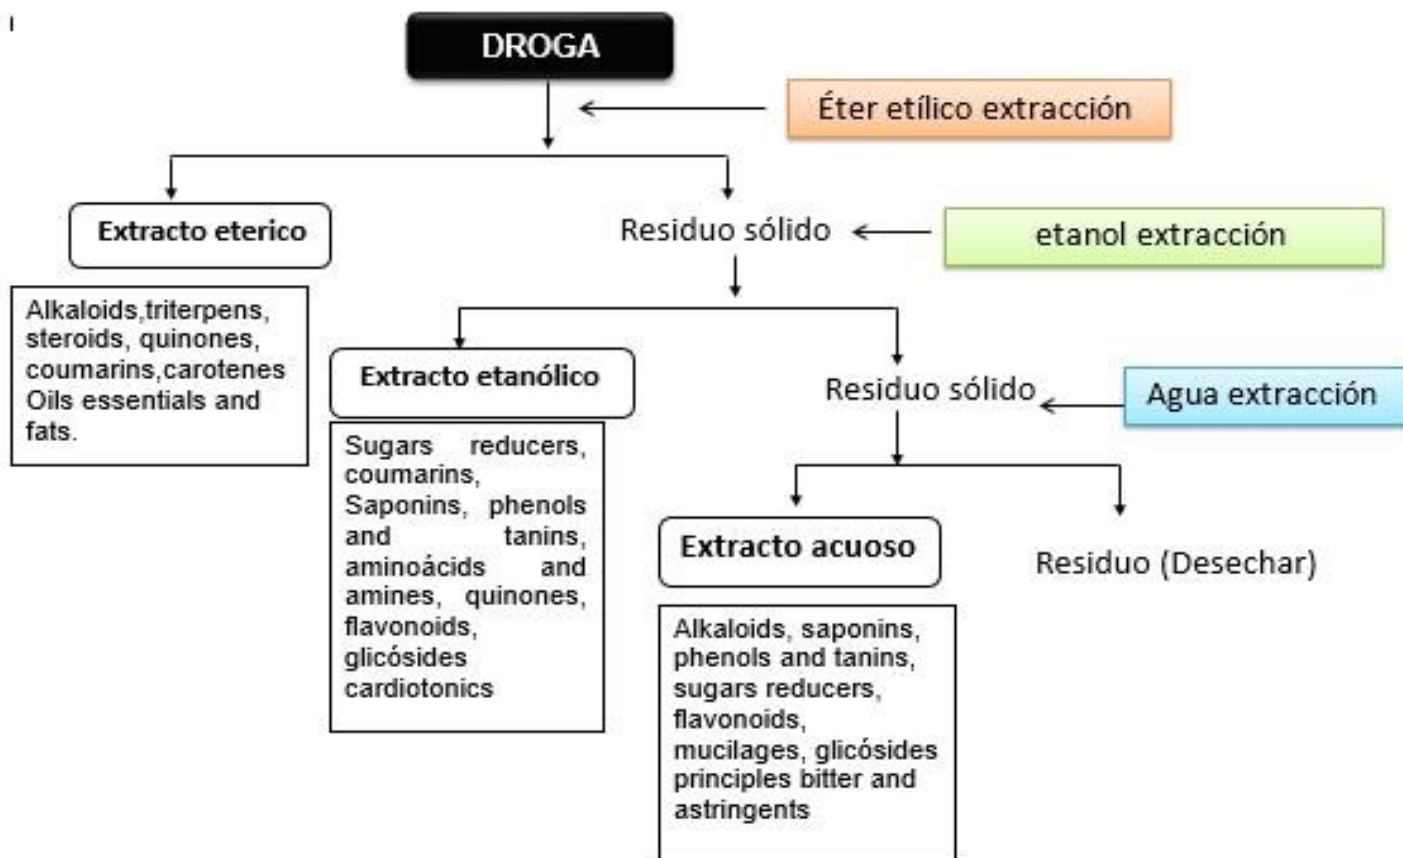 DROGA
Éter etílico extracción
Extracto eterico
Residuo sólido
etanol extracción
Alkaloids,triterpens,
steroids, quinones,
coumarins,carotenes
Oils essentials and
fats.
Extracto etanólico
Residuo sólido
Agua extracción
Sugars reducers,
coumarins,
Saponins, phenols
and tanins,
aminoácids and
amines, quinones,
flavonoids,
glicósides
cardiotonics
Extracto acuoso
Residuo (Desechar)
Alkaloids, saponins,
phenols and tanins,
sugars reducers,
flavonoids,
mucilages, glicósides
principles bitter and
astringents